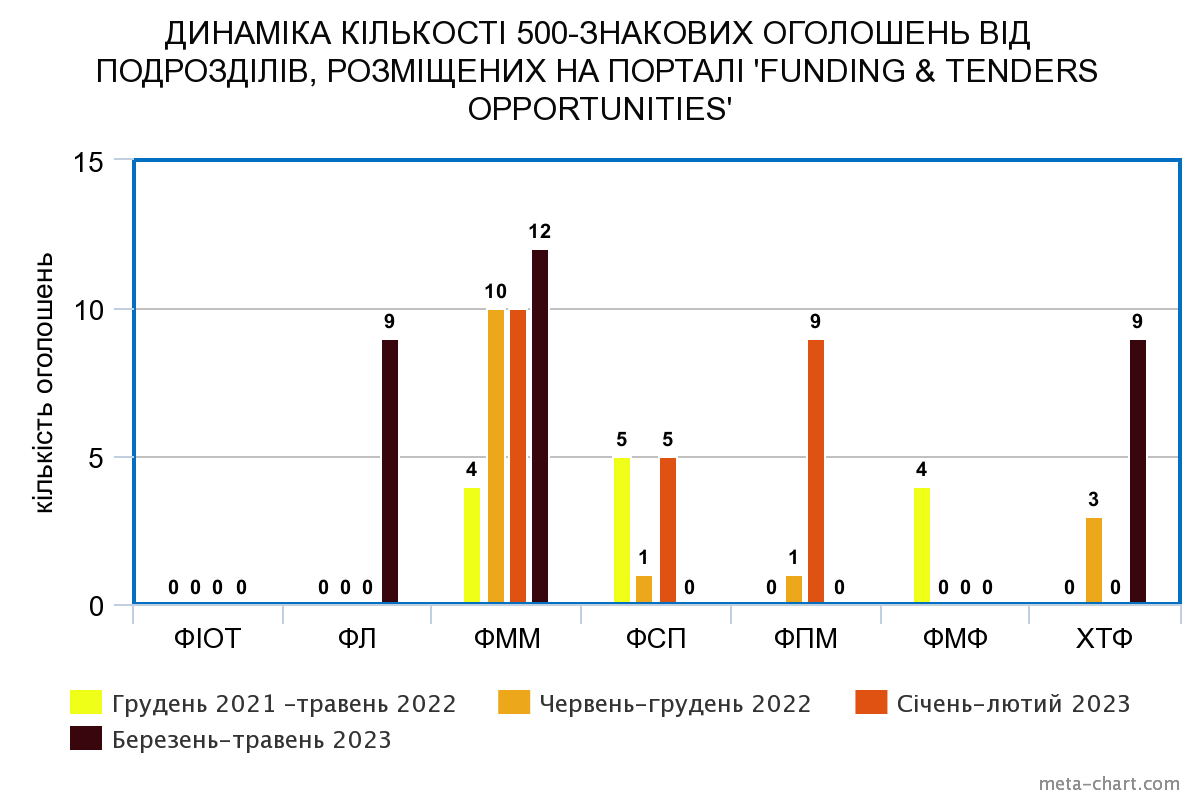 ДИНАМІКА КІЛЬКОСТІ 500-ЗНАКОВИХ ОГОЛОШЕНЬ ВІД
ПОДРОЗДІЛІВ, РОЗМІЩЕНИХ НА ПОРТАЛІ 'FUNDING & TENDERS
OPPORTUNITIES'
кількість оголошень
15
10
5
0
0 0 0 0
0 0 0 9
4 10 12
5 1 5 0
0 1 9 0
4 0 0 0
0 3 0 9
ФІОТ ФЛ ФММ ФСП ФПМ ФМФ ХТФ
Грудень 2021 –травень 2022 Червень–грудень 2022 Січень–лютий 2023
Березень–травень 2023
meta-chart.com